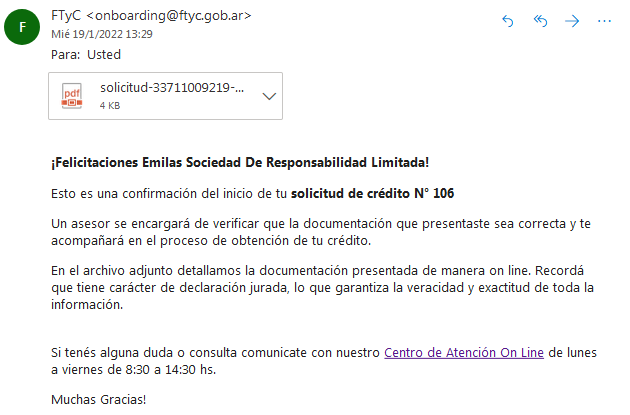 F
FTyC <onboarding@ftyc.gob.ar>
Mié 19/1/2022 13:29
Para: Usted
pdf
solicitud-33711009219-...
4 KB
¡Felicitaciones Emilas Sociedad De Responsabilidad Limitada!
Esto es una confirmación del inicio de tu solicitud de crédito N° 106
Un asesor se encargará de verificar que la documentación que presentaste sea correcta y te
acompañará en el proceso de obtención de tu crédito.
En el archivo adjunto detallamos la documentación presentada de manera on line. Recordá
que tiene carácter de declaración jurada, lo que garantiza la veracidad y exactitud de toda la
información.
Si tenés alguna duda o consulta comunicate con nuestro Centro de Atención On Line de lunes
a viernes de 8:30 a 14:30 hs.
Muchas Gracias!